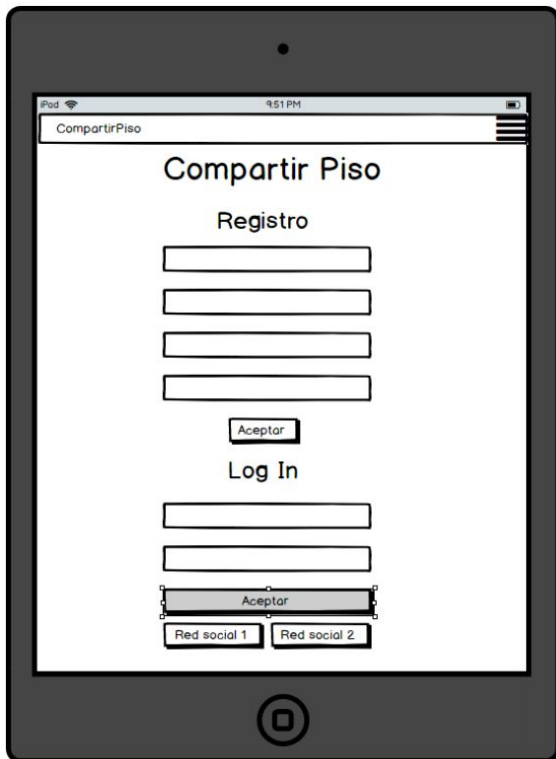 iPad 9:51 PM
CompartirPiso
Compartir Piso
Registro
Aceptar
Log In
Aceptar
Red social 1 Red social 2